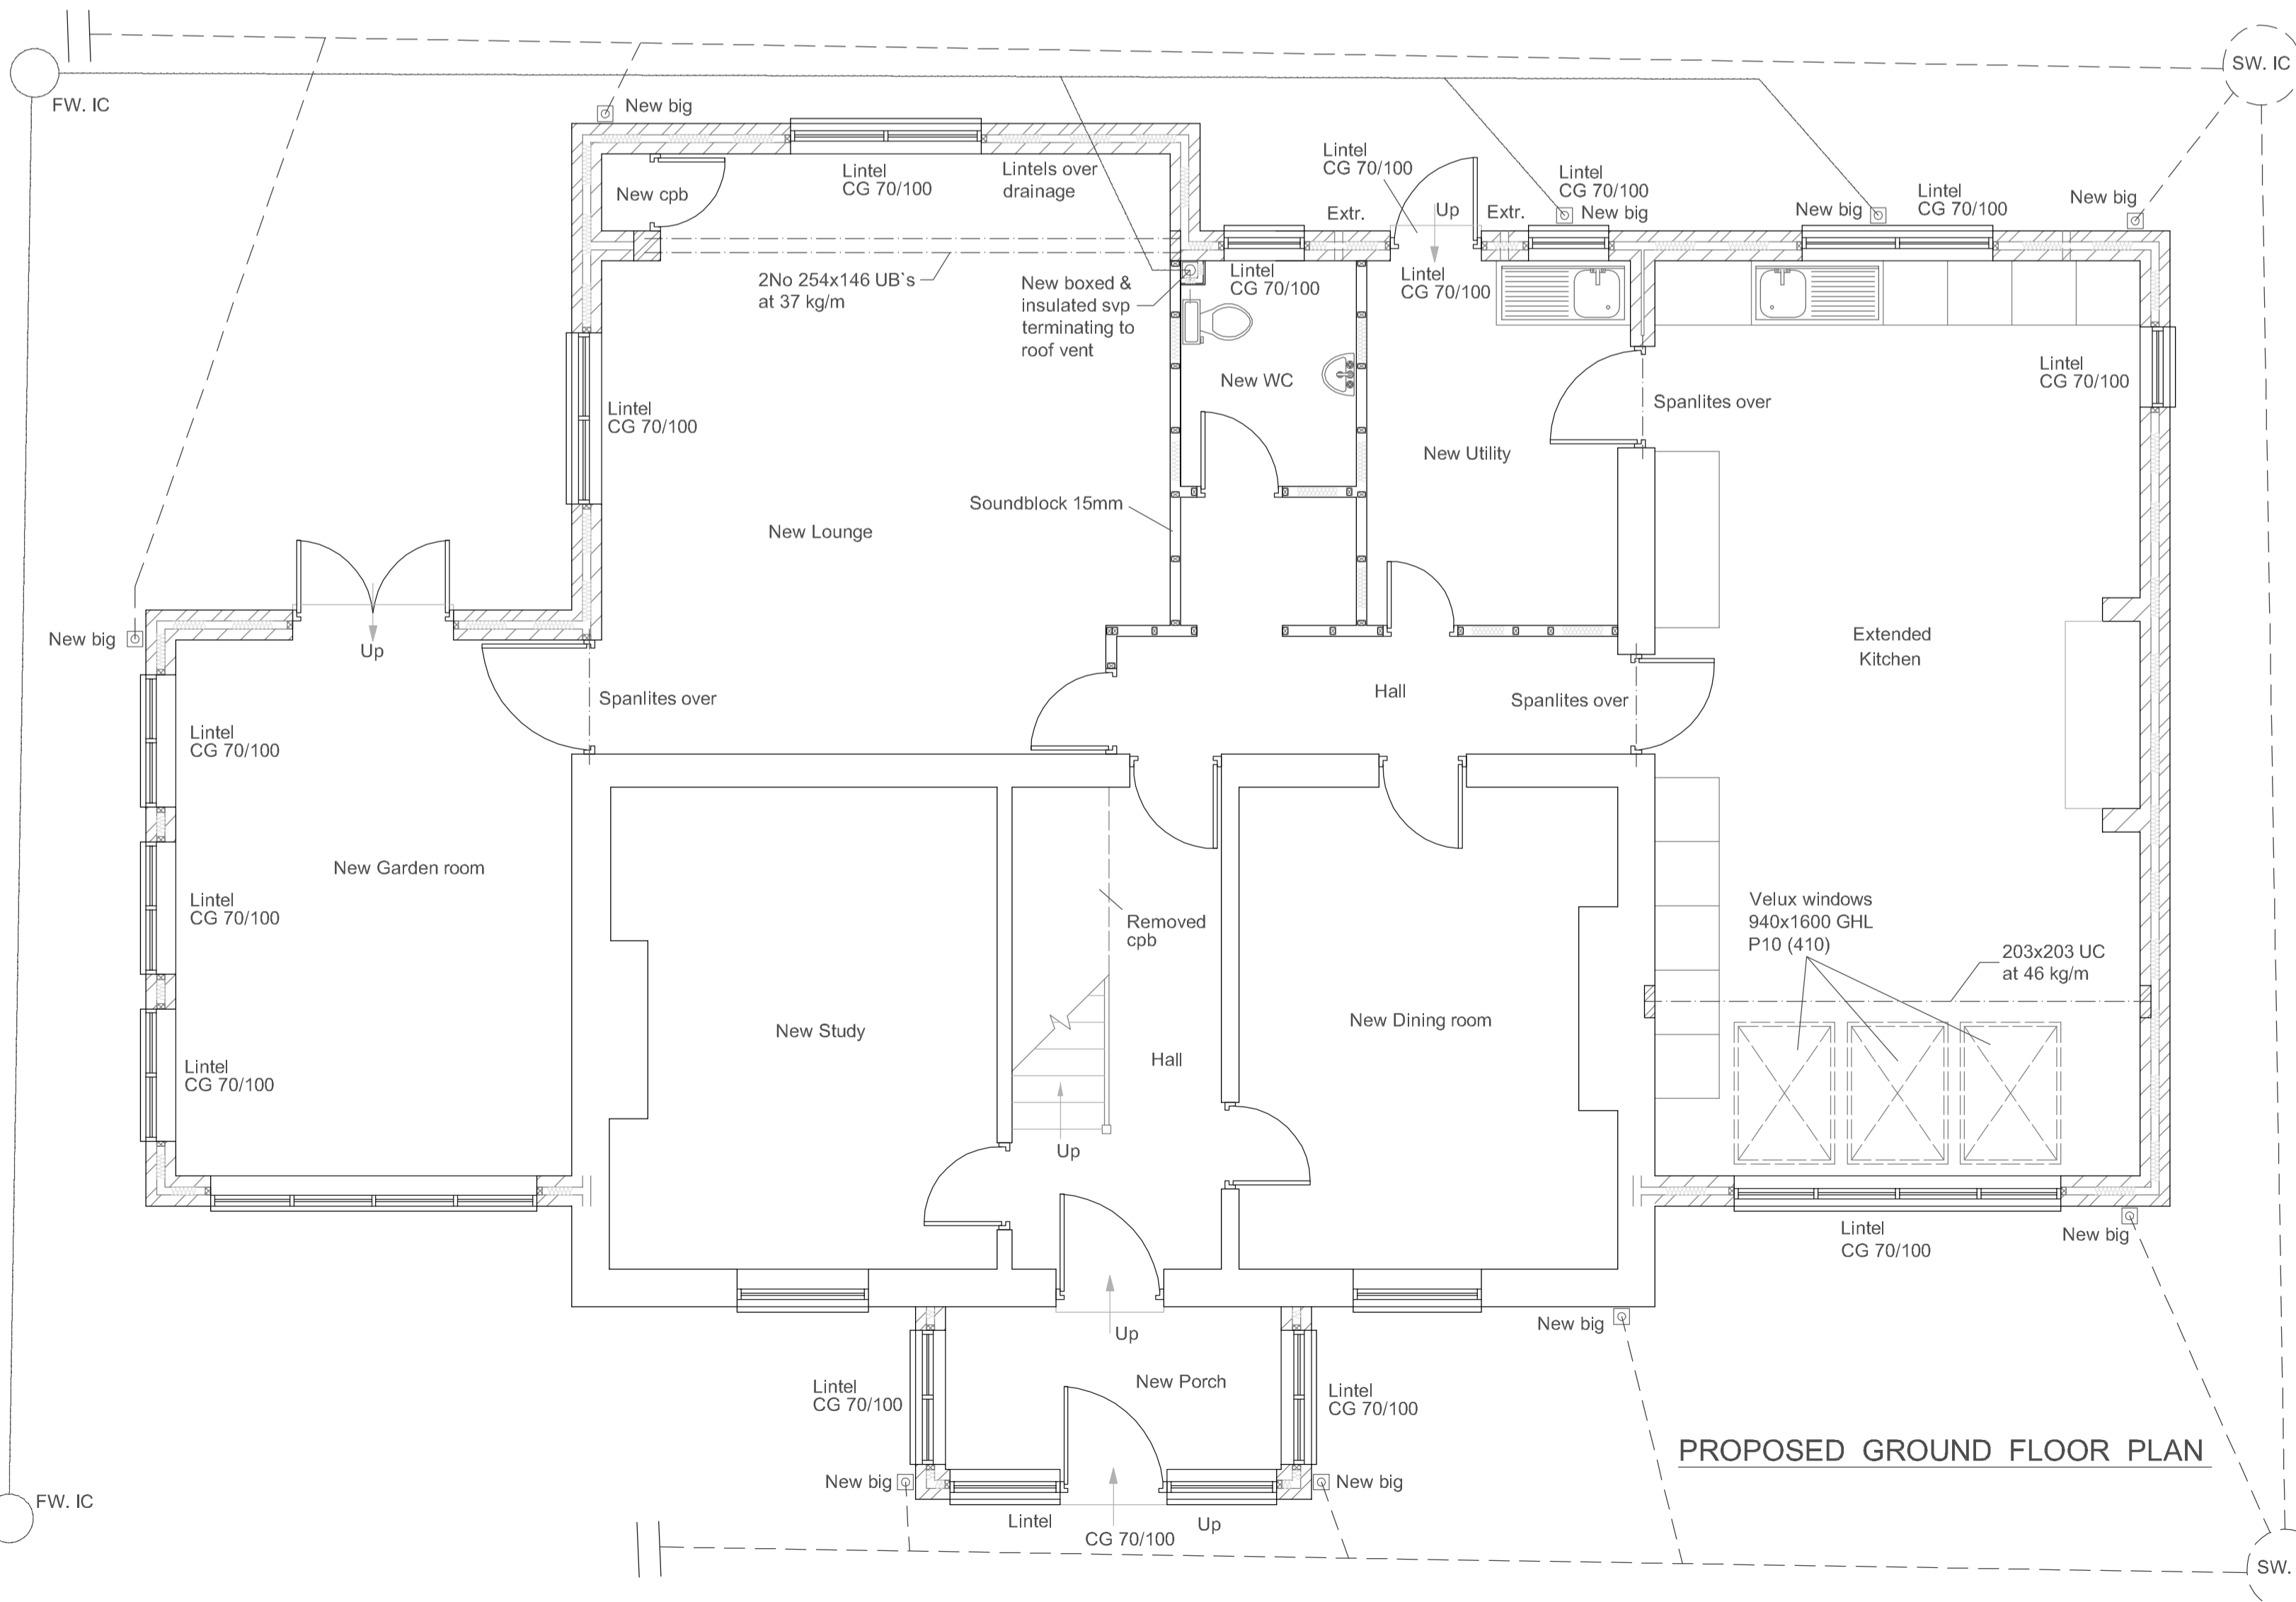 SW. IC
FW. IC
New big
Lintel
CG 70/100
Lintels over
drainage
New cpb
Lintel
CG 70/100
Extr.
Up
Extr.
Lintel
CG 70/100
New big
New big
Lintel
CG 70/100
New big
2No 254x146 UB`s
at 37 kg/m
New boxed &
insulated svp
terminating to
roof vent
Lintel
CG 70/100
Lintel
CG 70/100
New WC
Lintel
CG 70/100
Spanlites over
Lintel
CG 70/100
New Utility
Soundblock 15mm
New Lounge
New big
Up
Extended
Kitchen
Spanlites over
Hall
Spanlites over
Lintel
CG 70/100
New Garden room
Lintel
CG 70/100
Removed
cpb
Velux windows
940x1600 GHL
P10 (410)
203x203 UC
at 46 kg/m
New Study
New Dining room
Hall
Lintel
CG 70/100
Up
Lintel
CG 70/100
New big
New big
Up
New Porch
Lintel
CG 70/100
Lintel
CG 70/100
PROPOSED GROUND FLOOR PLAN
New big
New big
FW. IC
Lintel
CG 70/100
Up
SW.